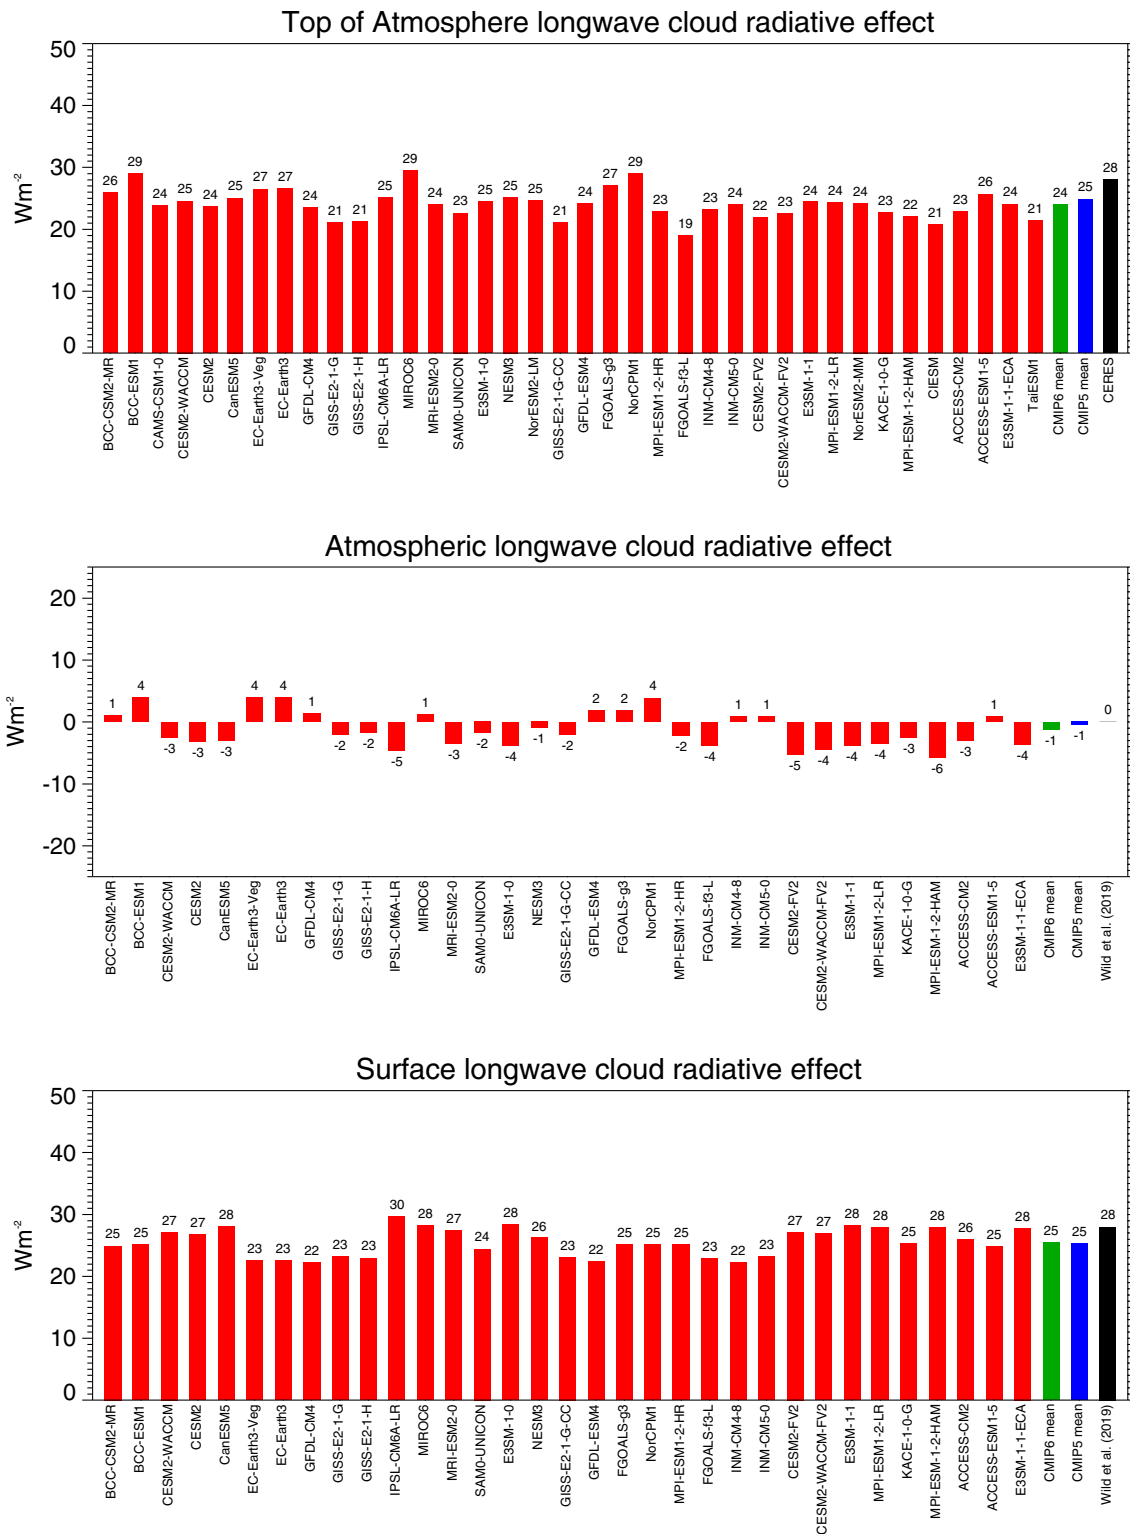 Top of Atmosphere longwave cloud radiative effect
50
40
30
20
10
0
Wm-2
26 29 24 25 24 25 27 27 24 21 21 25 29 24 23 25 25 25 21 24 27 29 23 19 23 24 22 23 24 24 24 23 22 21 23 26 24 21 24 25 28
BCC-CSM2-MR
BCC-ESM1
CAMS-CSM1-0
CESM2-WACCM
CESM2
CanESM5
EC-Earth3-Veg
EC-Earth3
GFDL-CM4
GISS-E2-1-G
GISS-E2-1-H
IPSL-CM6A-LR
MIROC6
MRI-ESM2-0
SAM0-UNICON
E3SM-1-0
NESM3
NorESM2-LM
GISS-E2-1-G-CC
GFDL-ESM4
FGOALS-g3
NorCPM1
MPI-ESM1-2-HR
FGOALS-f3-L
INM-CM4-8
INM-CM5-0
CESM2-FV2
CESM2-WACCM-FV2
E3SM-1-1
MPI-ESM1-2-LR
NorESM2-MM
KACE-1-0-G
MPI-ESM-1-2-HAM
CIESM
ACCESS-CM2
ACCESS-ESM1-5
E3SM-1-1-ECA
TaiESM1
CMIP6 mean
CMIP5 mean
CERES
Atmospheric longwave cloud radiative effect
20
10
0
-10
-20
Wm-2
1 4 -3 -3 -3 4 4 1 -2 -2 -5 1 -3 -2 -4 -1 -2 2 2 4 -2 -4 1 1 -5 -4 -4 -4 -3 -6 -3 1 -4 -1 -1 0
BCC-CSM2-MR
BCC-ESM1
CESM2-WACCM
CESM2
CanESM5
EC-Earth3-Veg
EC-Earth3
GFDL-CM4
GISS-E2-1-G
GISS-E2-1-H
IPSL-CM6A-LR
MIROC6
MRI-ESM2-0
SAM0-UNICON
E3SM-1-0
NESM3
GISS-E2-1-G-CC
GFDL-ESM4
FGOALS-g3
NorCPM1
MPI-ESM1-2-HR
FGOALS-f3-L
INM-CM4-8
INM-CM5-0
CESM2-FV2
CESM2-WACCM-FV2
E3SM-1-1
MPI-ESM1-2-LR
KACE-1-0-G
MPI-ESM-1-2-HAM
ACCESS-CM2
ACCESS-ESM1-5
E3SM-1-1-ECA
CMIP6 mean
CMIP5 mean
Wild et al. (2019)
Surface longwave cloud radiative effect
50
40
30
20
10
0
Wm-2
25 25 27 27 28 23 23 22 23 23 30 28 27 24 28 26 23 22 25 25 25 23 22 23 27 27 28 28 25 28 26 25 28 25 25 28
BCC-CSM2-MR
BCC-ESM1
CESM2-WACCM
CESM2
CanESM5
EC-Earth3-Veg
EC-Earth3
GFDL-CM4
GISS-E2-1-G
GISS-E2-1-H
IPSL-CM6A-LR
MIROC6
MRI-ESM2-0
SAM0-UNICON
E3SM-1-0
NESM3
GISS-E2-1-G-CC
GFDL-ESM4
FGOALS-g3
NorCPM1
MPI-ESM1-2-HR
FGOALS-f3-L
INM-CM4-8
INM-CM5-0
CESM2-FV2
CESM2-WACCM-FV2
E3SM-1-1
MPI-ESM1-2-LR
KACE-1-0-G
MPI-ESM-1-2-HAM
ACCESS-CM2
ACCESS-ESM1-5
E3SM-1-1-ECA
CMIP6 mean
CMIP5 mean
Wild et al. (2019)